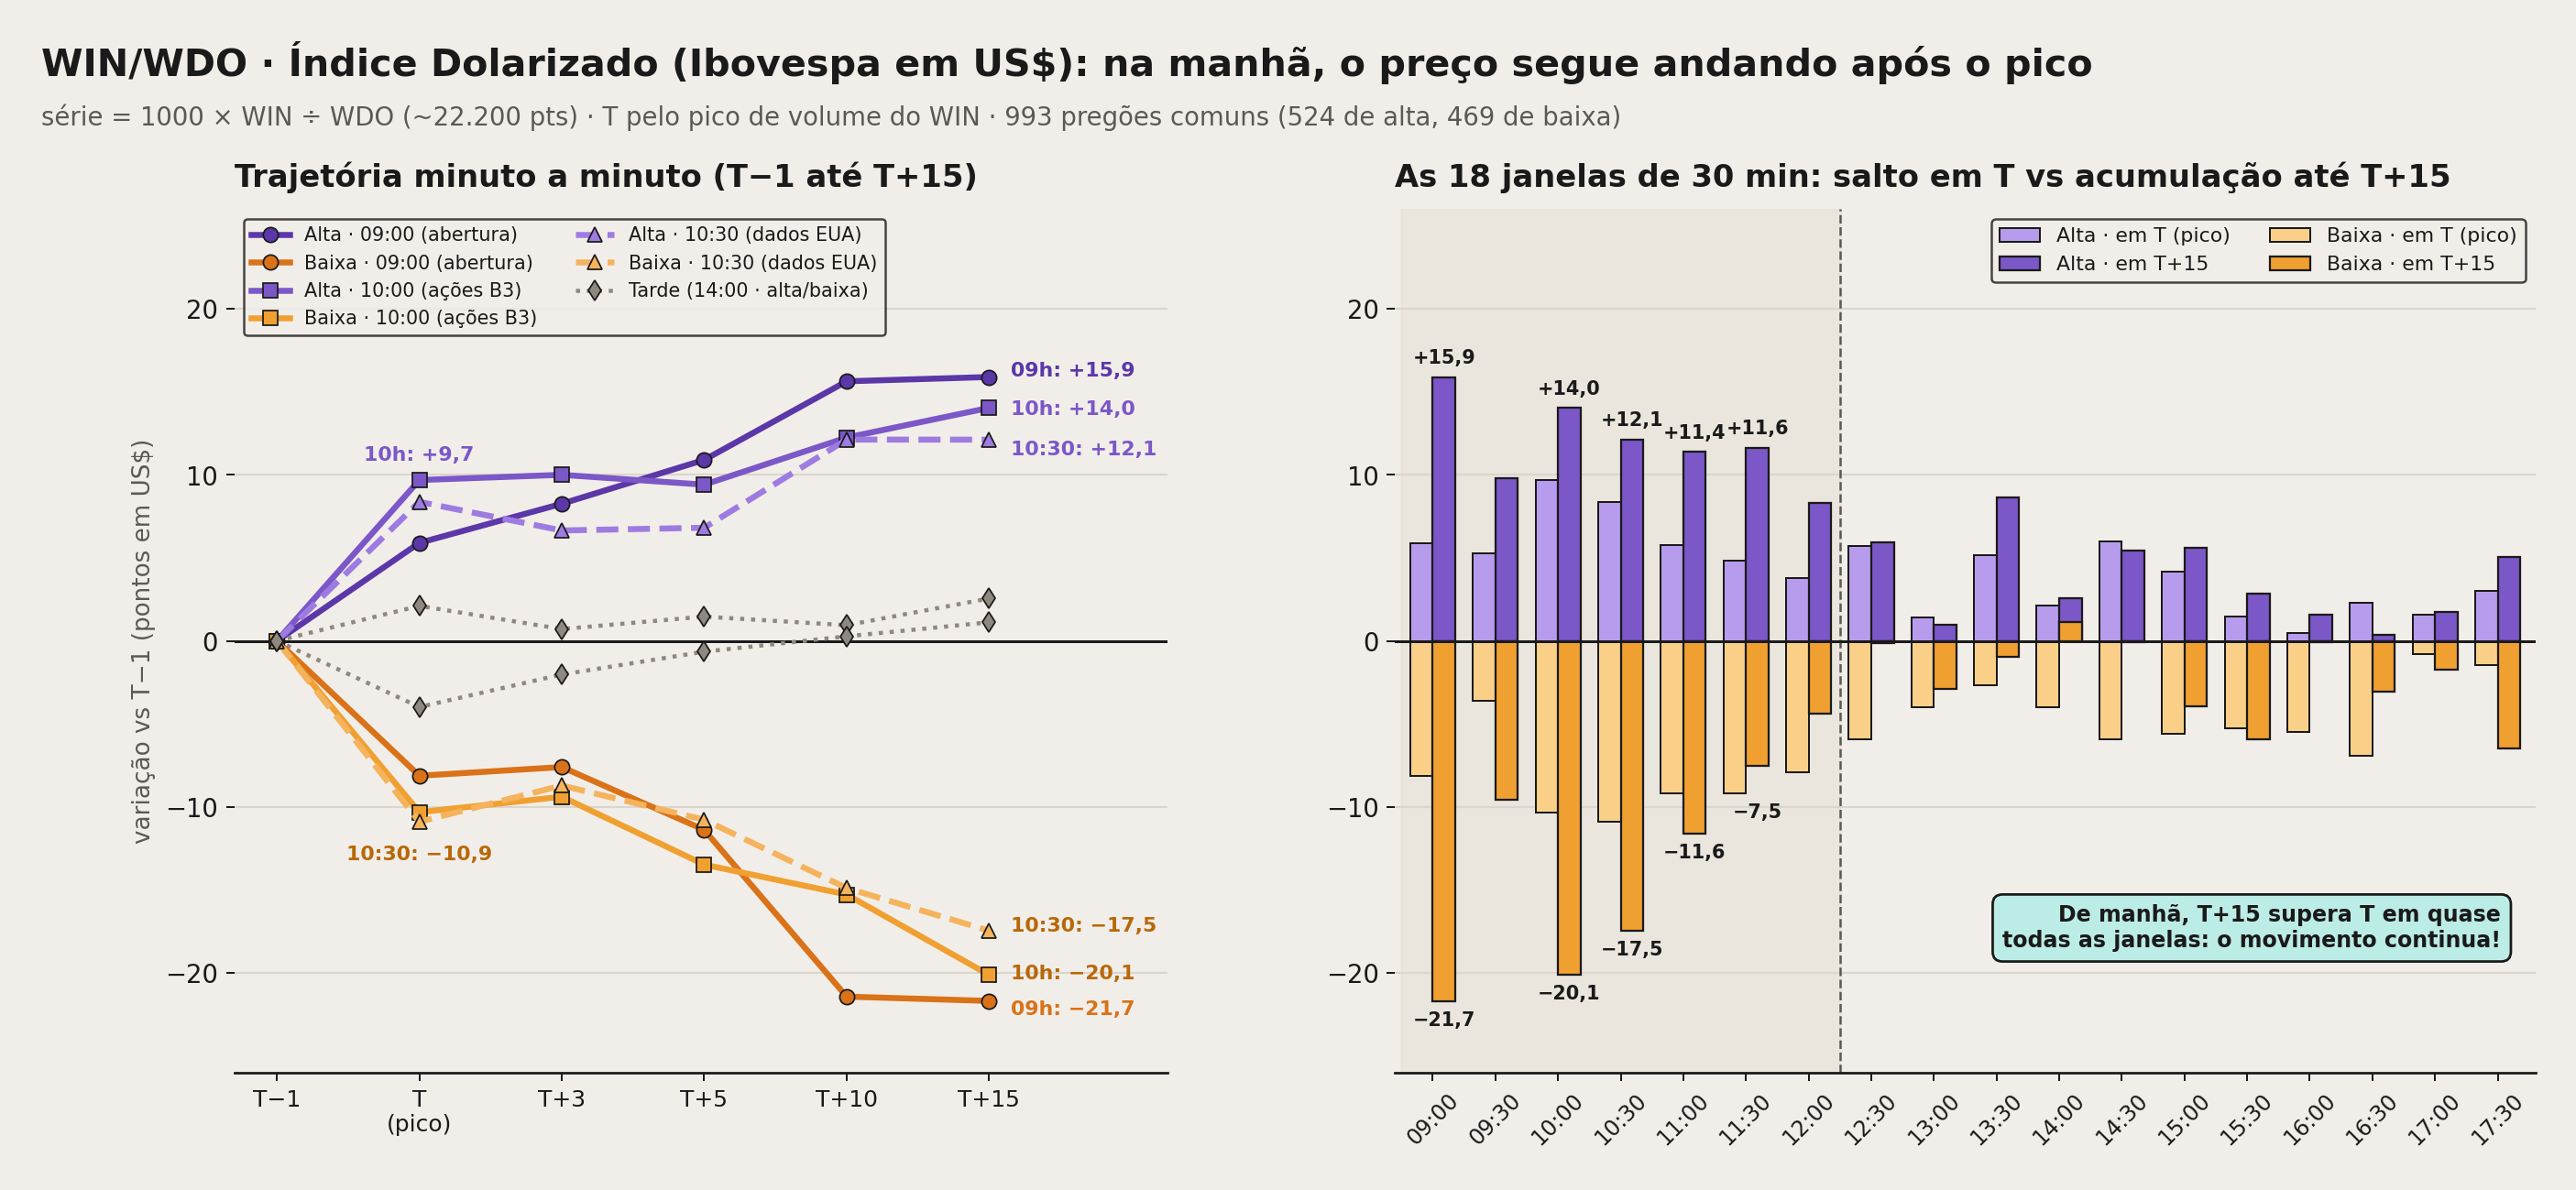 WIN/WDO · Índice Dolarizado (Ibovespa em US$): na manhã, o preço segue andando após o pico
série = 1000 × WIN ÷ WDO (~22.200 pts) · T pelo pico de volume do WIN · 993 pregões comuns (524 de alta, 469 de baixa)
Trajetória minuto a minuto (T−1 até T+15)
Alta · 09:00 (abertura)
Baixa · 09:00 (abertura)
Alta · 10:00 (ações B3)
Baixa · 10:00 (ações B3)
Alta · 10:30 (dados EUA)
Baixa · 10:30 (dados EUA)
Tarde (14:00 · alta/baixa)
variação vs T−1 (pontos em US$)
20
10
0
−10
−20
10h: +9,7
10:30: −10,9
09h: +15,9
10h: +14,0
10:30: +12,1
10:30: −17,5
10h: −20,1
09h: −21,7
T−1
T
(pico)
T+3
T+5
T+10
T+15
As 18 janelas de 30 min: salto em T vs acumulação até T+15
Alta · em T (pico)
Alta · em T+15
Baixa · em T (pico)
Baixa · em T+15
20
10
0
−10
−20
+15,9
+14,0
+12,1
+11,4
+11,6
−21,7
−20,1
−17,5
−11,6
−7,5
De manhã, T+15 supera T em quase
todas as janelas: o movimento continua!
09:00
09:30
10:00
10:30
11:00
11:30
12:00
12:30
13:00
13:30
14:00
14:30
15:00
15:30
16:00
16:30
17:00
17:30